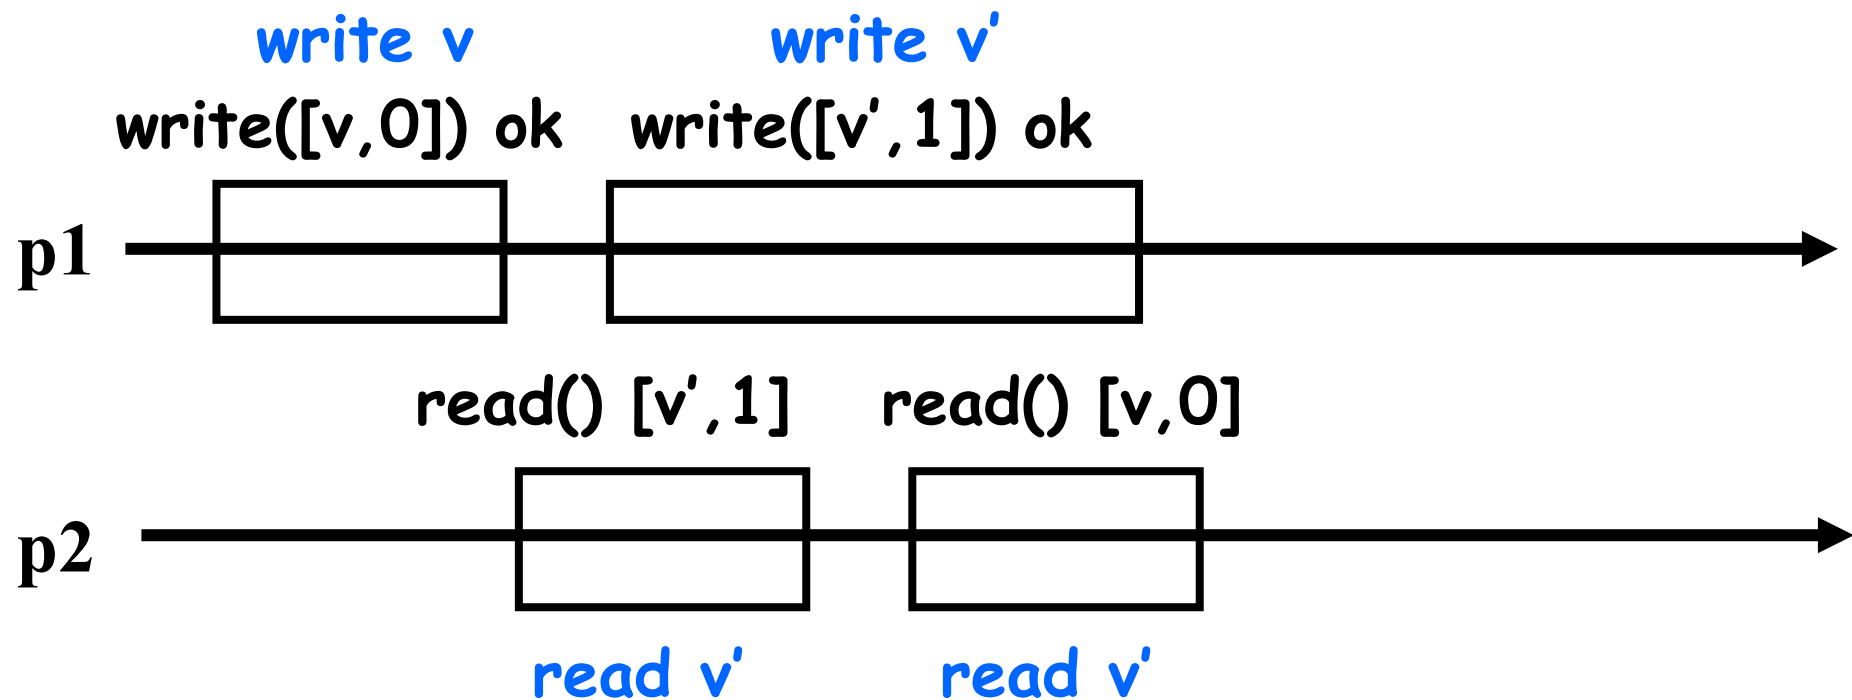 write v write v’
write([v,0]) ok write([v’,1]) ok
p1
read() [v’,1] read() [v,0]
p2
read v’ read v’